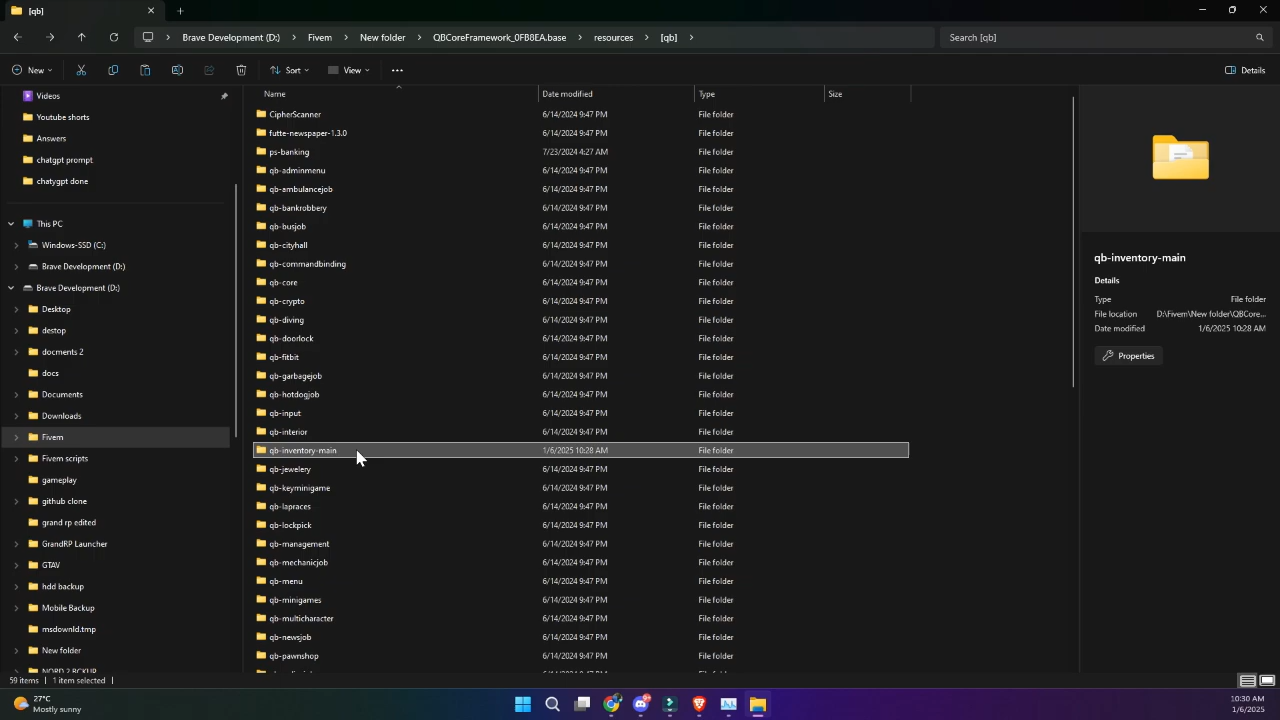 [qb]
Brave Development (D:) Fivem New folder QBCoreFramework_0FB8EA.base resources [qb] Search [qb]
New Sort View Details
Name Date modified Type Size
Videos
Youtube shorts
Answers
chatgpt prompt
chatygpt done
This PC
Windows-SSD (C:)
Brave Development (D:)
Brave Development (D:)
Desktop
destop
docments 2
docs
Documents
Downloads
Fivem
Fivem scripts
gameplay
github clone
grand rp edited
GrandRP Launcher
GTAV
hdd backup
Mobile Backup
msdownld.tmp
New folder
NORD 2 BCKUP
CipherScanner 6/14/2024 9:47 PM File folder
futte-newspaper-1.3.0 6/14/2024 9:47 PM File folder
ps-banking 7/23/2024 4:27 AM File folder
qb-adminmenu 6/14/2024 9:47 PM File folder
qb-ambulancejob 6/14/2024 9:47 PM File folder
qb-bankrobbery 6/14/2024 9:47 PM File folder
qb-busjob 6/14/2024 9:47 PM File folder
qb-cityhall 6/14/2024 9:47 PM File folder
qb-commandbinding 6/14/2024 9:47 PM File folder
qb-core 6/14/2024 9:47 PM File folder
qb-crypto 6/14/2024 9:47 PM File folder
qb-diving 6/14/2024 9:47 PM File folder
qb-doorlock 6/14/2024 9:47 PM File folder
qb-fitbit 6/14/2024 9:47 PM File folder
qb-garbagejob 6/14/2024 9:47 PM File folder
qb-hotdogjob 6/14/2024 9:47 PM File folder
qb-input 6/14/2024 9:47 PM File folder
qb-interior 6/14/2024 9:47 PM File folder
qb-inventory-main 1/6/2025 10:28 AM File folder
qb-jewelery 6/14/2024 9:47 PM File folder
qb-keyminigame 6/14/2024 9:47 PM File folder
qb-lapraces 6/14/2024 9:47 PM File folder
qb-lockpick 6/14/2024 9:47 PM File folder
qb-management 6/14/2024 9:47 PM File folder
qb-mechanicjob 6/14/2024 9:47 PM File folder
qb-menu 6/14/2024 9:47 PM File folder
qb-minigames 6/14/2024 9:47 PM File folder
qb-multicharacter 6/14/2024 9:47 PM File folder
qb-newsjob 6/14/2024 9:47 PM File folder
qb-pawnshop 6/14/2024 9:47 PM File folder
qb-inventory-main
Details
Type File folder
File location D:\Fivem\New folder\QBCore...
Date modified 1/6/2025 10:28 AM
Properties
59 items 1 item selected
27°C
Mostly sunny
10:30 AM
1/6/2025